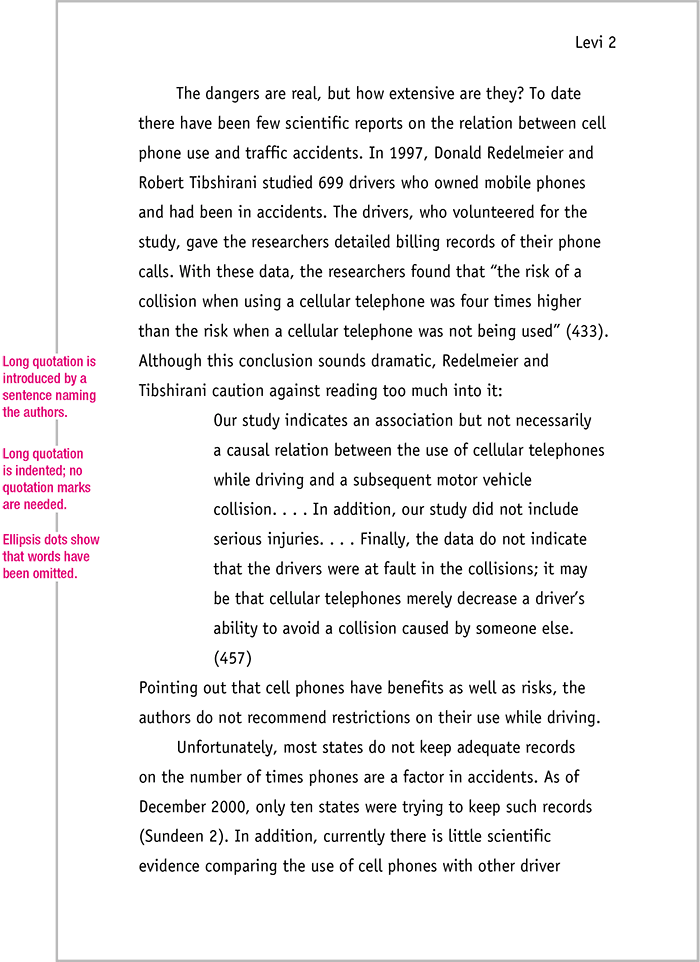 Levi 2
The dangers are real, but how extensive are they? To date
there have been few scientific reports on the relation between cell
phone use and traffic accidents. In 1997, Donald Redelmeier and
Robert Tibshirani studied 699 drivers who owned mobile phones
and had been in accidents. The drivers, who volunteered for the
study, gave the researchers detailed billing records of their phone
calls. With these data, the researchers found that “the risk of a
collision when using a cellular telephone was four times higher
than the risk when a cellular telephone was not being used” (433).
Although this conclusion sounds dramatic, Redelmeier and
Tibshirani caution against reading too much into it:
Our study indicates an association but not necessarily
a causal relation between the use of cellular telephones
while driving and a subsequent motor vehicle
collision. . . . In addition, our study did not include
serious injuries. . . . Finally, the data do not indicate
that the drivers were at fault in the collisions; it may
be that cellular telephones merely decrease a driver’s
ability to avoid a collision caused by someone else.
(457)
Pointing out that cell phones have benefits as well as risks, the
authors do not recommend restrictions on their use while driving.
Unfortunately, most states do not keep adequate records
on the number of times phones are a factor in accidents. As of
December 2000, only ten states were trying to keep such records
(Sundeen 2). In addition, currently there is little scientific
evidence comparing the use of cell phones with other driver
Long quotation is
introduced by a
sentence naming
the authors.
Long quotation
is indented; no
quotation marks
are needed.
Ellipsis dots show
that words have
been omitted.